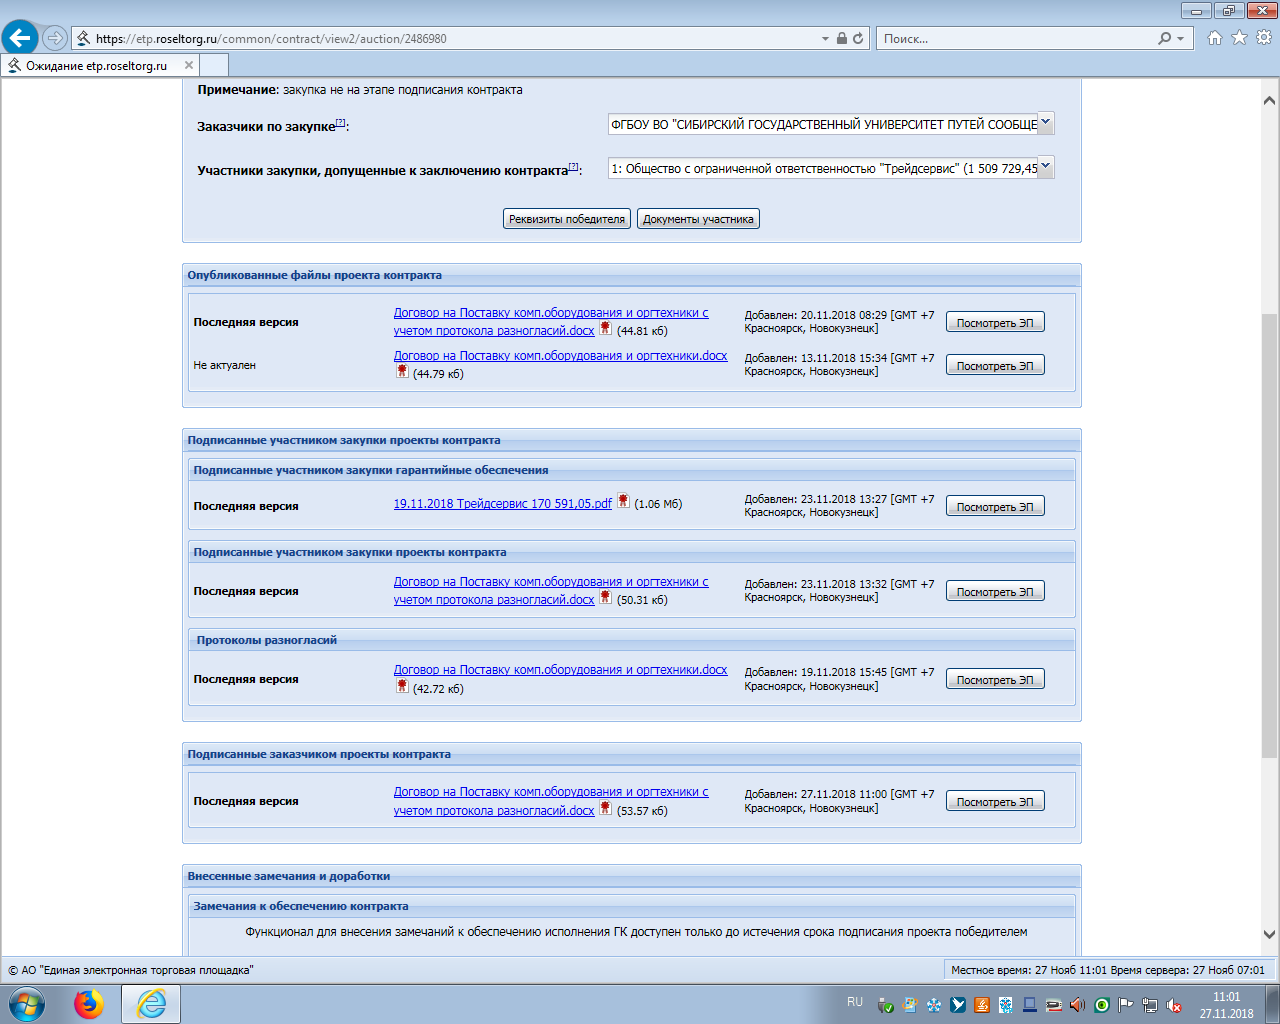 https://etp.roseltorg.ru/common/contract/view2/auction/2486980
Поиск...
Ожидание etp.roseltorg.ru
Примечание: закупка не на этапе подписания контракта
Заказчики по закупке[?]:
ФГБОУ ВО "СИБИРСКИЙ ГОСУДАРСТВЕННЫЙ УНИВЕРСИТЕТ ПУТЕЙ СООБЩЕ
Участники закупки, допущенные к заключению контракта[?]:
1: Общество с ограниченной ответственностью "Трейдсервис" (1 509 729,45
Реквизиты победителя
Документы участника
Опубликованные файлы проекта контракта
Последняя версия
Договор на Поставку комп.оборудования и оргтехники с
учетом протокола разногласий.docx (44.81 кб)
Добавлен: 20.11.2018 08:29 [GMT +7
Красноярск, Новокузнецк]
Посмотреть ЭП
Не актуален
Договор на Поставку комп.оборудования и оргтехники.docx
(44.79 кб)
Добавлен: 13.11.2018 15:34 [GMT +7
Красноярск, Новокузнецк]
Посмотреть ЭП
Подписанные участником закупки проекты контракта
Подписанные участником закупки гарантийные обеспечения
Последняя версия
19.11.2018 Трейдсервис 170 591,05.pdf (1.06 Мб)
Добавлен: 23.11.2018 13:27 [GMT +7
Красноярск, Новокузнецк]
Посмотреть ЭП
Подписанные участником закупки проекты контракта
Последняя версия
Договор на Поставку комп.оборудования и оргтехники с
учетом протокола разногласий.docx (50.31 кб)
Добавлен: 23.11.2018 13:32 [GMT +7
Красноярск, Новокузнецк]
Посмотреть ЭП
Протоколы разногласий
Последняя версия
Договор на Поставку комп.оборудования и оргтехники.docx
(42.72 кб)
Добавлен: 19.11.2018 15:45 [GMT +7
Красноярск, Новокузнецк]
Посмотреть ЭП
Подписанные заказчиком проекты контракта
Последняя версия
Договор на Поставку комп.оборудования и оргтехники с
учетом протокола разногласий.docx (53.57 кб)
Добавлен: 27.11.2018 11:00 [GMT +7
Красноярск, Новокузнецк]
Посмотреть ЭП
Внесенные замечания и доработки
Замечания к обеспечению контракта
Функционал для внесения замечаний к обеспечению исполнения ГК доступен только до истечения срока подписания проекта победителем
© АО "Единая электронная торговая площадка"
Местное время: 27 Нояб 11:01 Время сервера: 27 Нояб 07:01
RU
11:01
27.11.2018